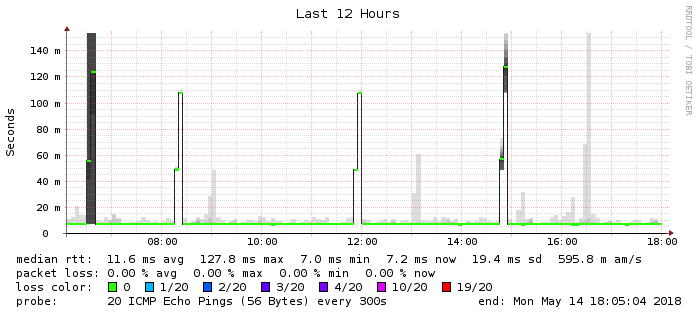 Last 12 Hours
RRDTOOL / TOBI OETIKER
Seconds
140 m
120 m
100 m
80 m
60 m
40 m
20 m
0
08:00 10:00 12:00 14:00 16:00 18:00
median rtt: 11.6 ms avg 127.8 ms max 7.0 ms min 7.2 ms now 19.4 ms sd 595.8 m am/s
packet loss: 0.00 % avg 0.00 % max 0.00 % min 0.00 % now
loss color: 0 1/20 2/20 3/20 4/20 10/20 19/20
probe: 20 ICMP Echo Pings (56 Bytes) every 300s end: Mon May 14 18:05:04 2018